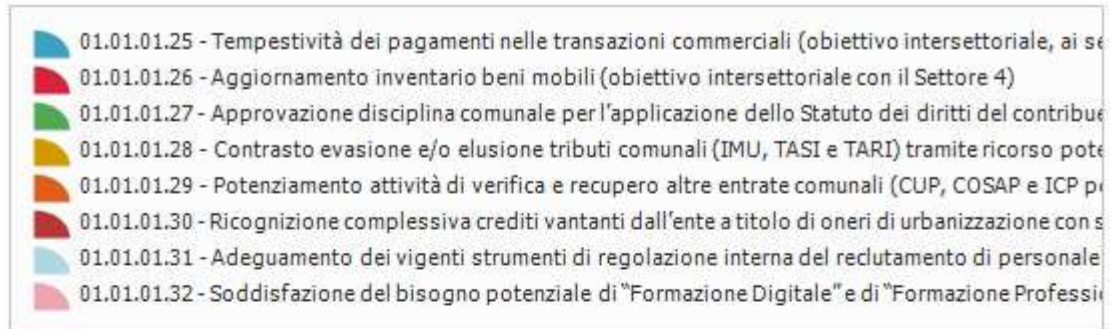 01.01.01.25 - Tempestività dei pagamenti nelle transazioni commerciali (obiettivo intersettoriale, ai se
01.01.01.26 - Aggiornamento inventario beni mobili (obiettivo intersettoriale con il Settore 4)
01.01.01.27 - Approvazione disciplina comunale per l'applicazione dello Statuto dei diritti del contribue
01.01.01.28 - Contrasto evasione e/o elusione tributi comunali (IMU, TASI e TARI) tramite ricorso pote
01.01.01.29 - Potenziamento attività di verifica e recupero altre entrate comunali (CUP, COSAP e ICP pe
01.01.01.30 - Ricognizione complessiva crediti vantanti dall'ente a titolo di oneri di urbanizzazione con s
01.01.01.31 - Adeguamento dei vigenti strumenti di regolazione interna del reclutamento di personale
01.01.01.32 - Soddisfazione del bisogno potenziale di "Formazione Digitale" e di "Formazione Professio